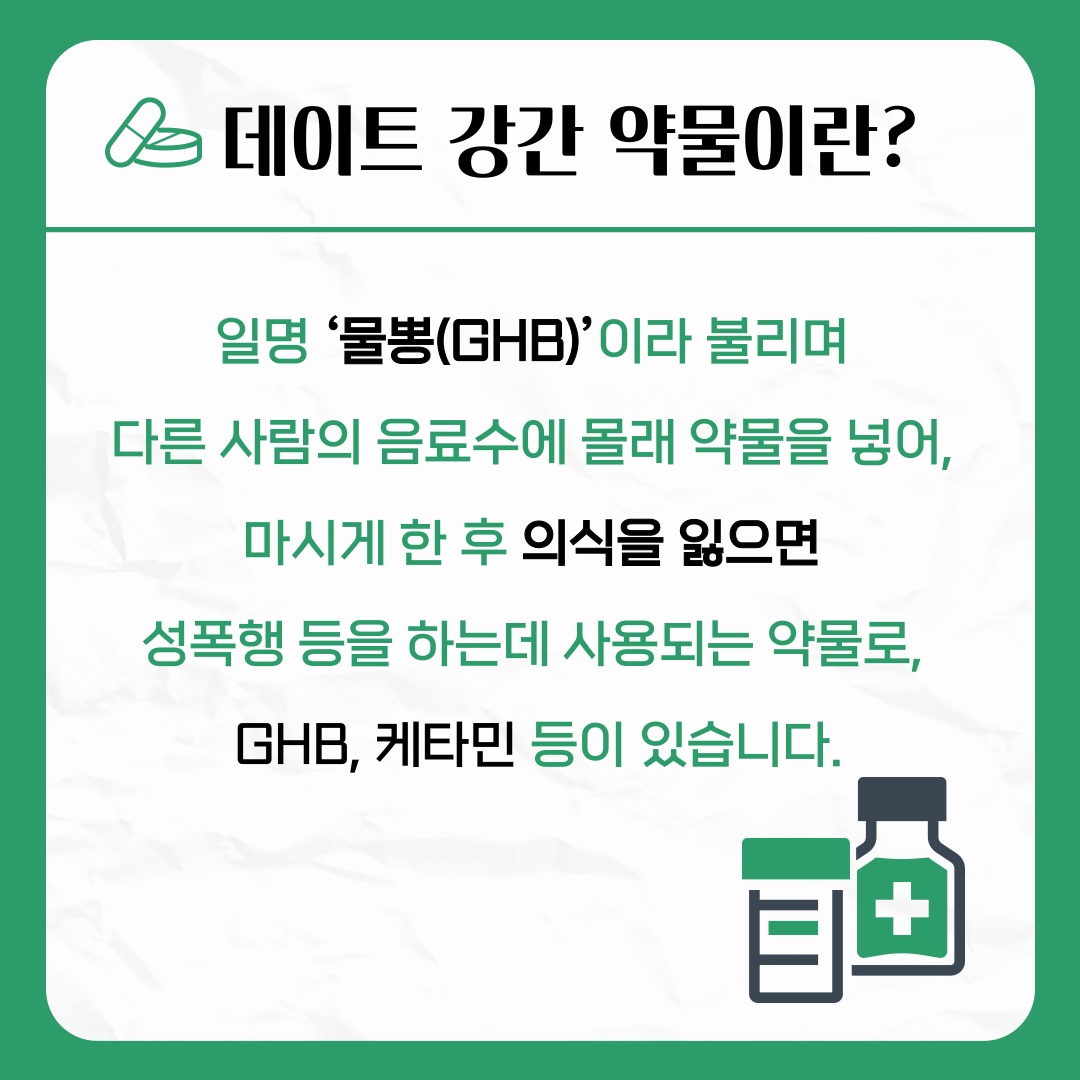 데이트 강간 약물이란?
일명 ‘물뽕(GHB)’이라 불리며
다른 사람의 음료수에 몰래 약물을 넣어,
마시게 한 후 의식을 잃으면
성폭행 등을 하는데 사용되는 약물로,
GHB, 케타민 등이 있습니다.